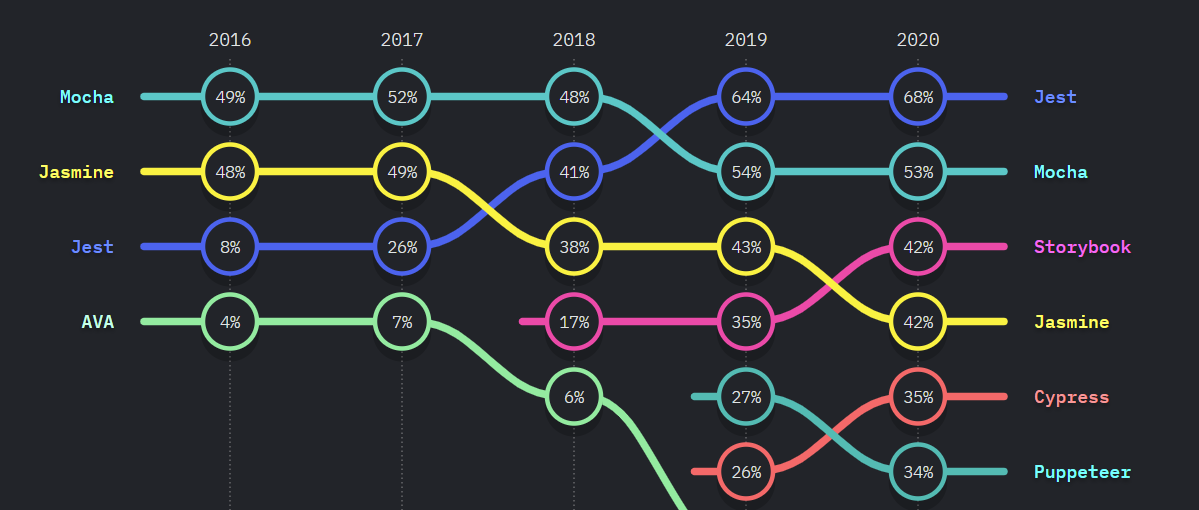 2016 2017 2018 2019 2020
Mocha 49% 52% 48% 64% 68% Jest
Jasmine 48% 49% 41% 54% 53% Mocha
Jest 8% 26% 38% 43% 42% Storybook
AVA 4% 7% 17% 35% 42% Jasmine
6% 27% 35% Cypress
26% 34% Puppeteer